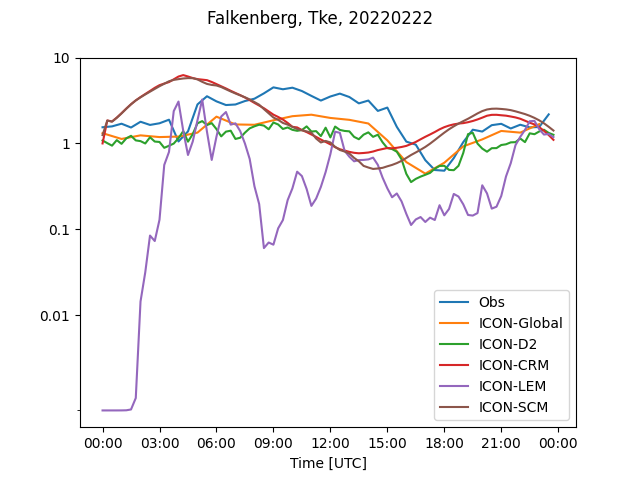 Falkenberg, Tke, 20220222
10
1
0.1
0.01
00:00 03:00 06:00 09:00 12:00 15:00 18:00 21:00 00:00
Time [UTC]
Obs
ICON-Global
ICON-D2
ICON-CRM
ICON-LEM
ICON-SCM